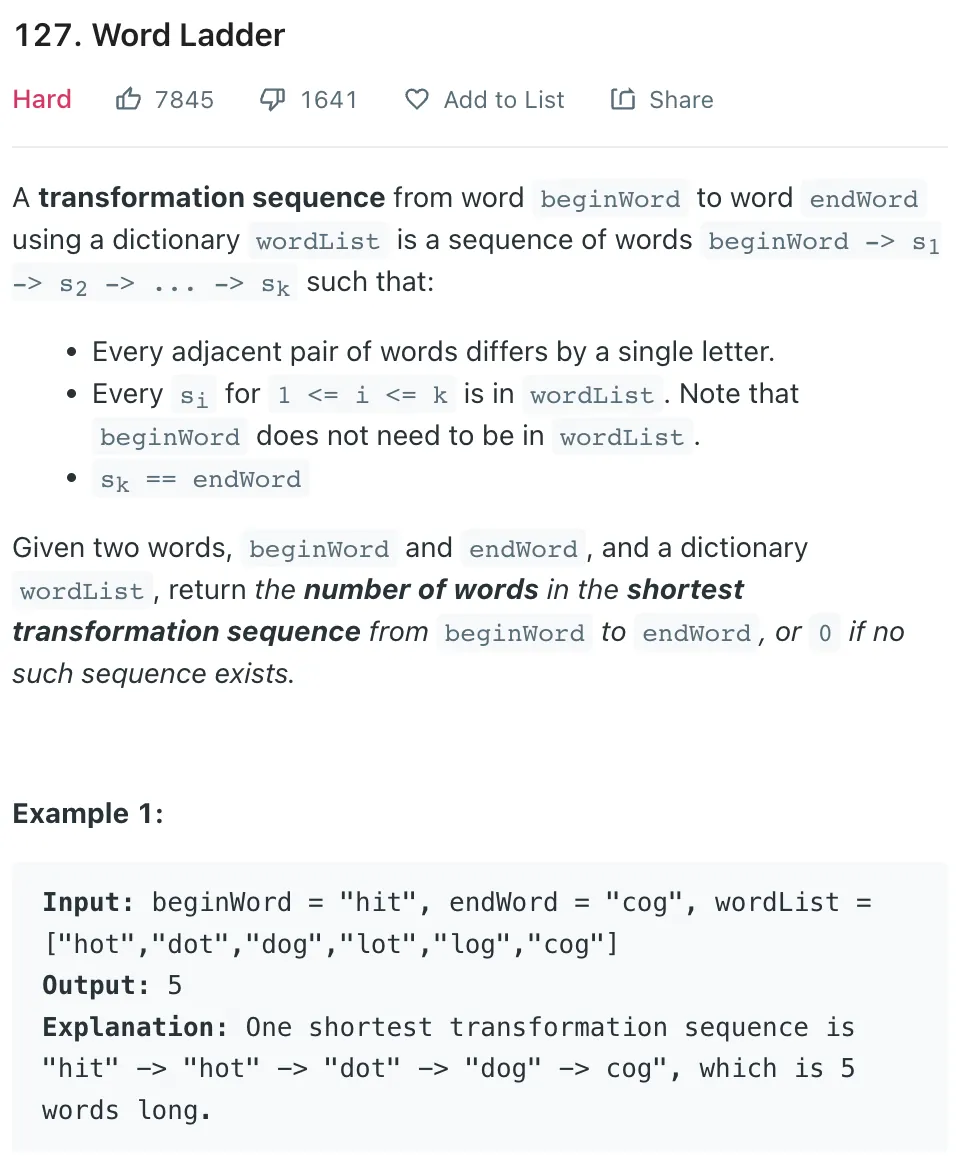 127. Word Ladder
Hard 7845 1641 Add to List Share
A transformation sequence from word beginWord to word endWord
using a dictionary wordList is a sequence of words beginWord -> s1
-> s2 -> ... -> sk such that:
• Every adjacent pair of words differs by a single letter.
• Every si for 1 <= i <= k is in wordList. Note that
beginWord does not need to be in wordList.
• sk == endWord
Given two words, beginWord and endWord, and a dictionary
wordList, return the number of words in the shortest
transformation sequence from beginWord to endWord, or 0 if no
such sequence exists.
Example 1:
Input: beginWord = "hit", endWord = "cog", wordList =
["hot","dot","dog","lot","log","cog"]
Output: 5
Explanation: One shortest transformation sequence is
"hit" -> "hot" -> "dot" -> "dog" -> cog", which is 5
words long.